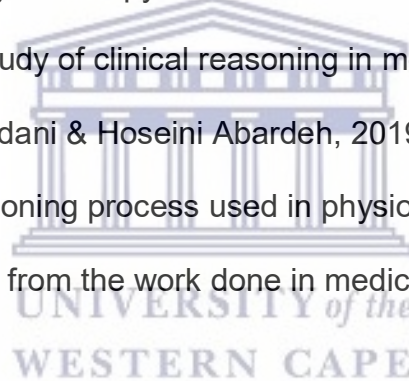 udy of clinical reasoning in m
dani & Hoseini Abardeh, 2019
oning process used in physio
from the work done in medic
UNIVERSITY of the
WESTERN CAPE